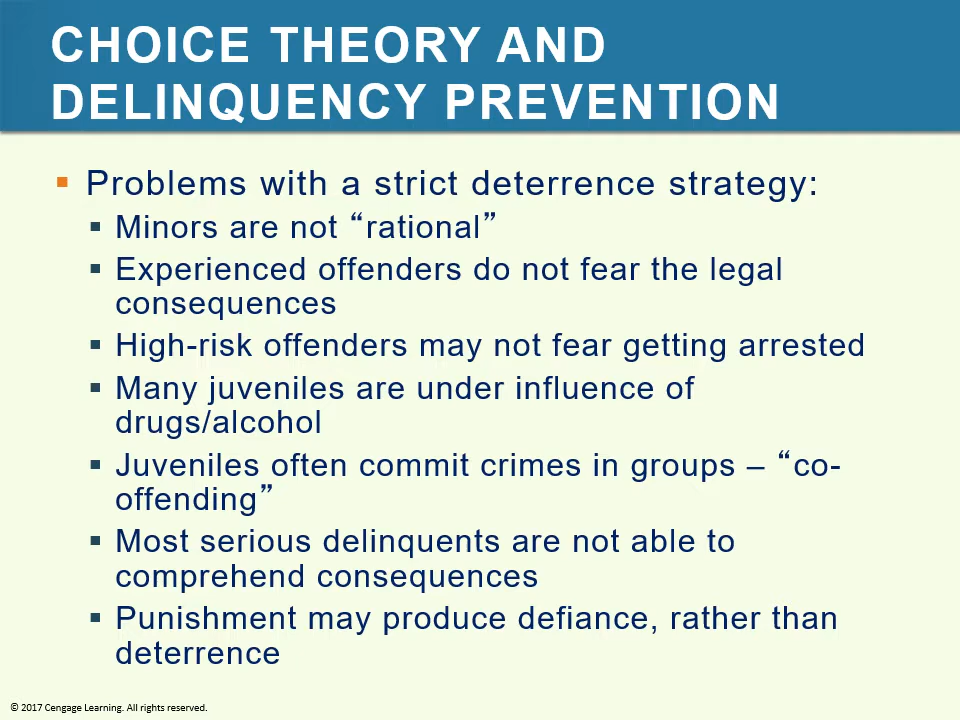 CHOICE THEORY AND
DELINQUENCY PREVENTION
▪ Problems with a strict deterrence strategy:
▪ Minors are not “rational”
▪ Experienced offenders do not fear the legal
consequences
▪ High-risk offenders may not fear getting arrested
▪ Many juveniles are under influence of
drugs/alcohol
▪ Juveniles often commit crimes in groups – “co-
offending”
▪ Most serious delinquents are not able to
comprehend consequences
▪ Punishment may produce defiance, rather than
deterrence
© 2017 Cengage Learning. All rights reserved.